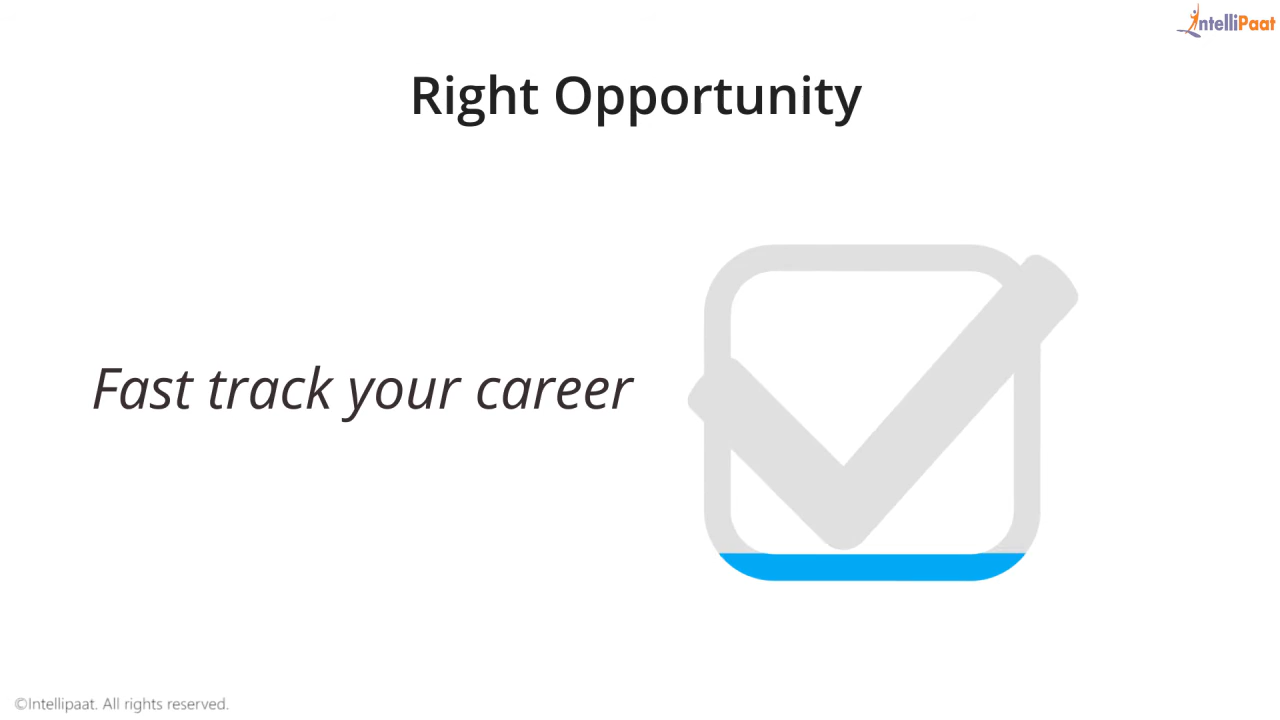 IntelliPaat
Right Opportunity
Fast track your career
©Intellipaat. All rights reserved.